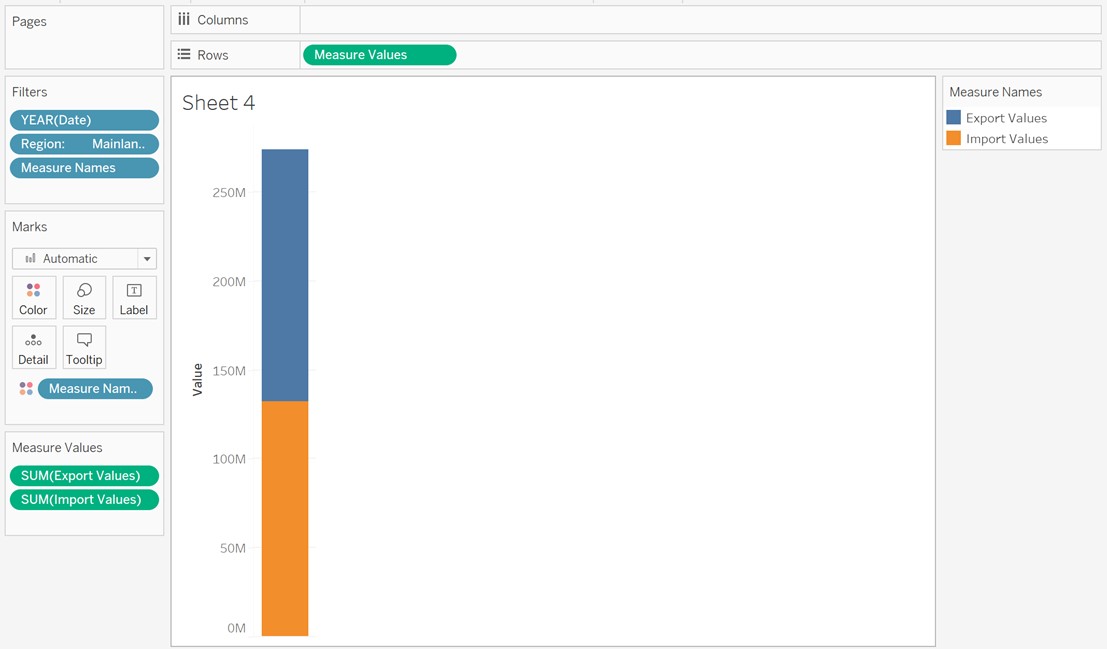 Pages
Columns
Rows
Measure Values
Filters
YEAR(Date)
Region: Mainlan..
Measure Names
Marks
Automatic
Color Size Label
Detail Tooltip
Measure Nam..
Measure Values
SUM(Export Values)
SUM(Import Values)
Sheet 4
250M
200M
150M
100M
50M
0M
Value
Measure Names
Export Values
Import Values